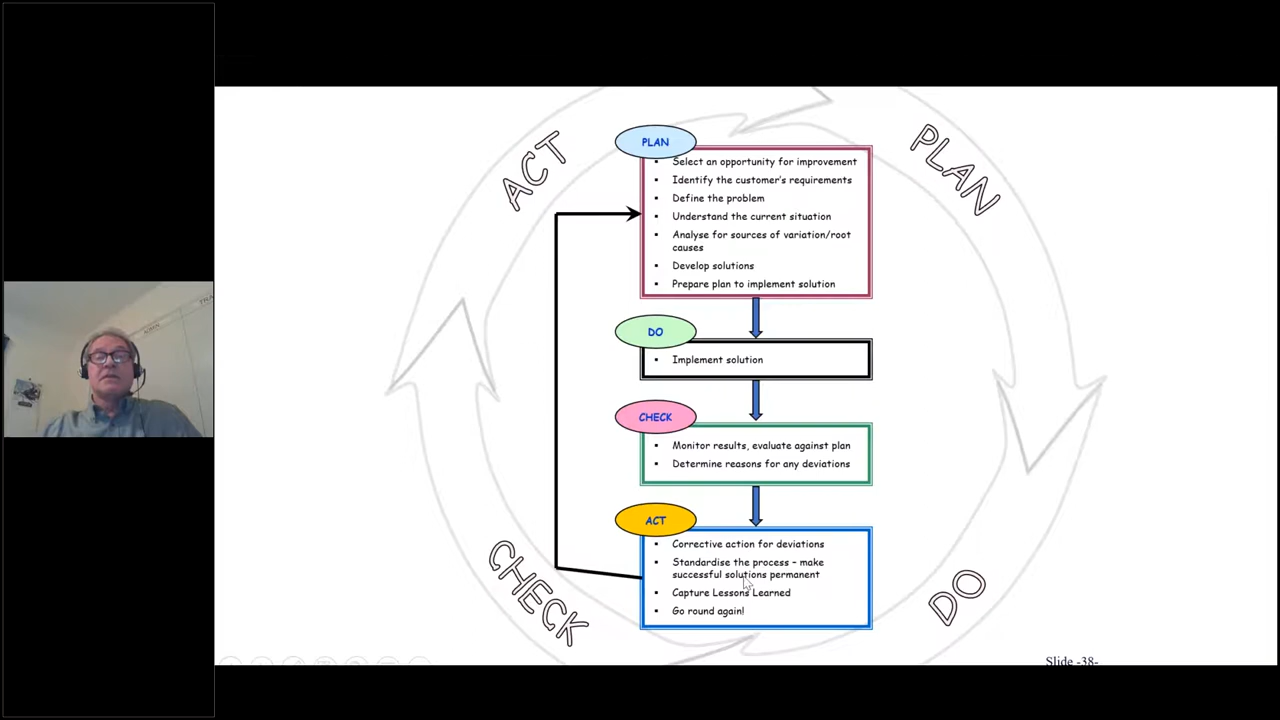 ACT
PLAN
PLAN
Select an opportunity for improvement
Identify the customer's requirements
Define the problem
Understand the current situation
Analyse for sources of variation/root
causes
Develop solutions
Prepare plan to implement solution
DO
Implement solution
CHECK
Monitor results, evaluate against plan
Determine reasons for any deviations
ACT
Corrective action for deviations
Standardise the process – make
successful solutions permanent
Capture Lessons Learned
Go round again!
CHECK
DO
Slide -38-